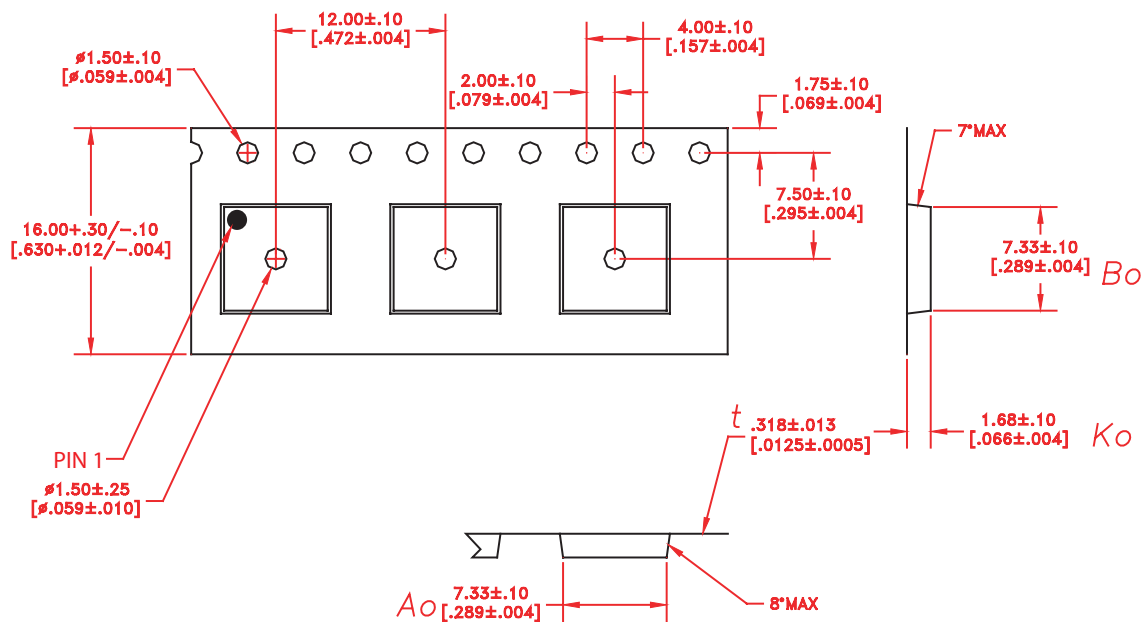 12.00±.10
[.472±.004]
4.00±.10
[.157±.004]
ø1.50±.10
[ø.059±.004]
2.00±.10
[.079±.004]
1.75±.10
[.069±.004]
7°MAX
7.50±.10
[.295±.004]
16.00+.30/-.10
[.630+.012/-.004]
7.33±.10
[.289±.004]
Bo
t
.318±.013
[.0125±.0005]
1.68±.10
[.066±.004]
Ko
PIN 1
ø1.50±.25
[ø.059±.010]
Ao
7.33±.10
[.289±.004]
8°MAX